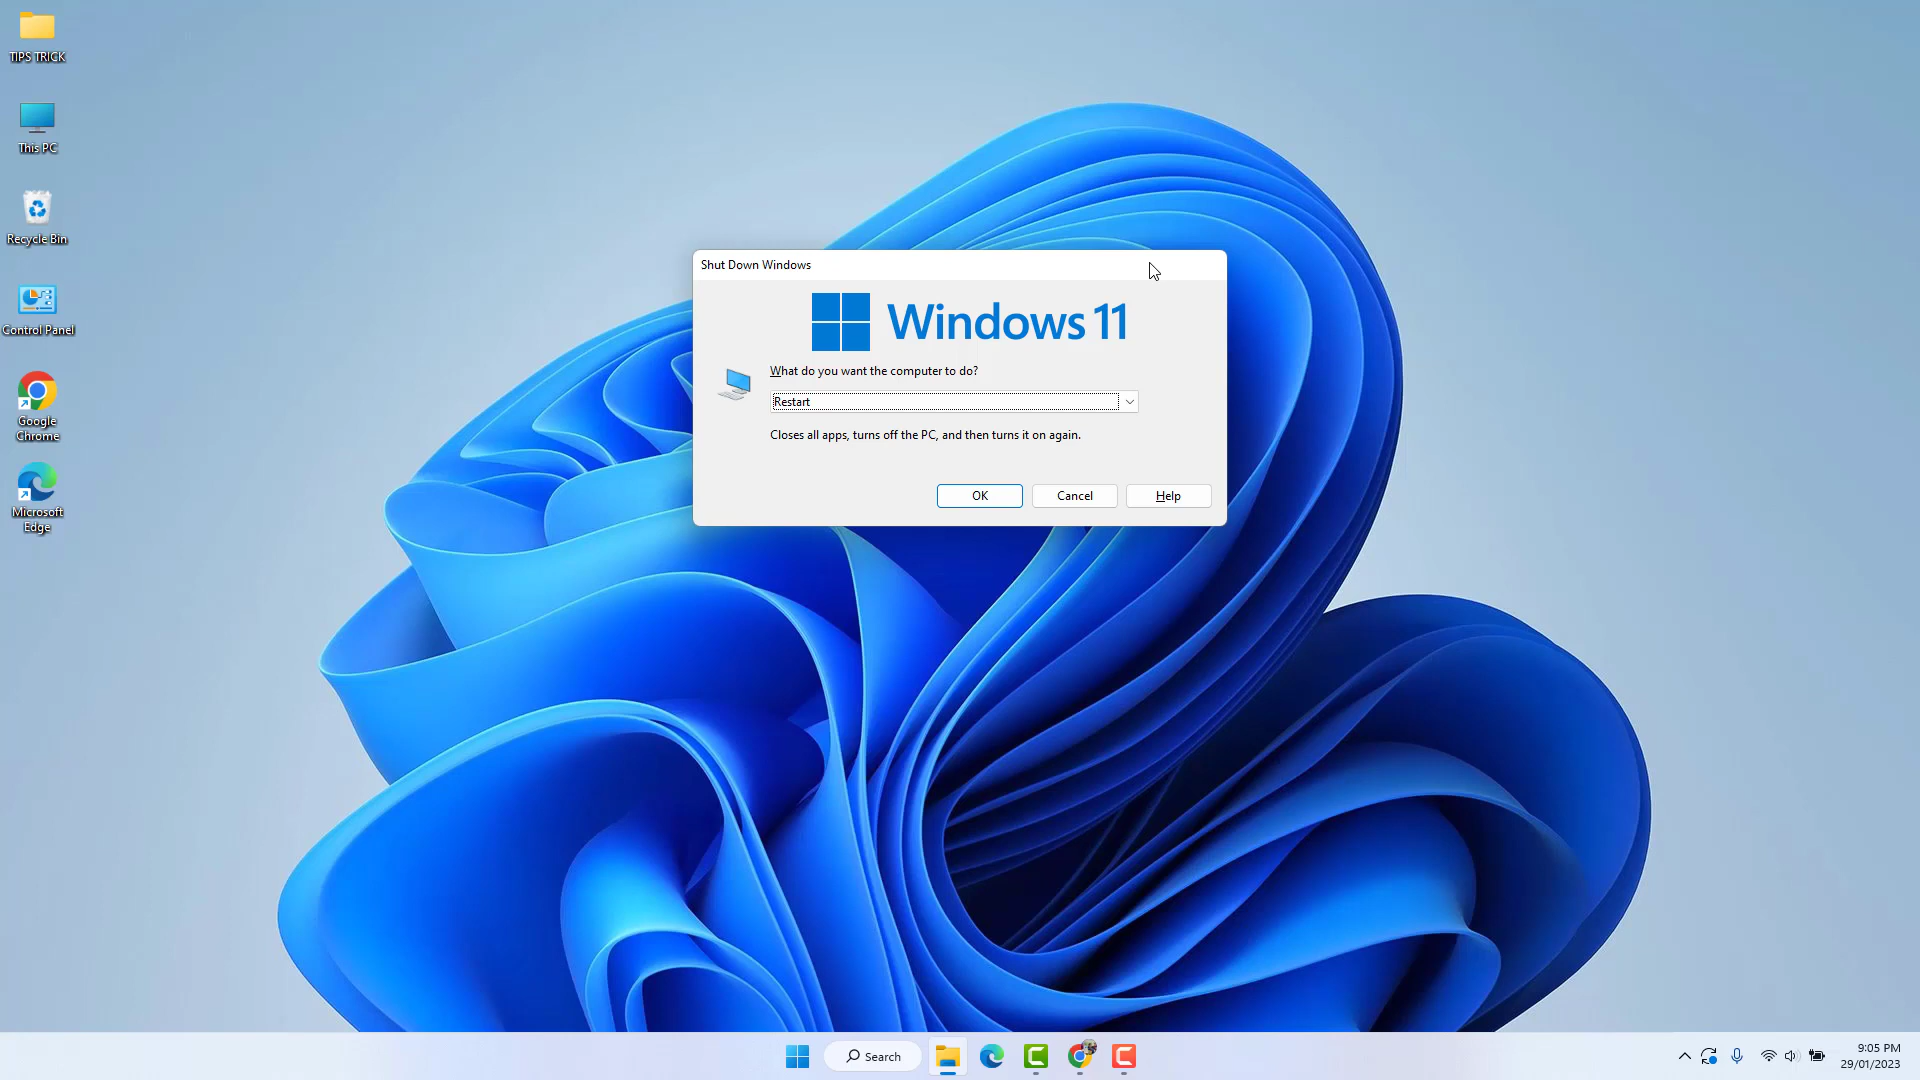 TIPS TRICK
This PC
Recycle Bin
Control Panel
Google
Chrome
Microsoft
Edge
Shut Down Windows
Windows 11
What do you want the computer to do?
Restart
Closes all apps, turns off the PC, and then turns it on again.
OK
Cancel
Help
Search
9:05 PM
29/01/2023